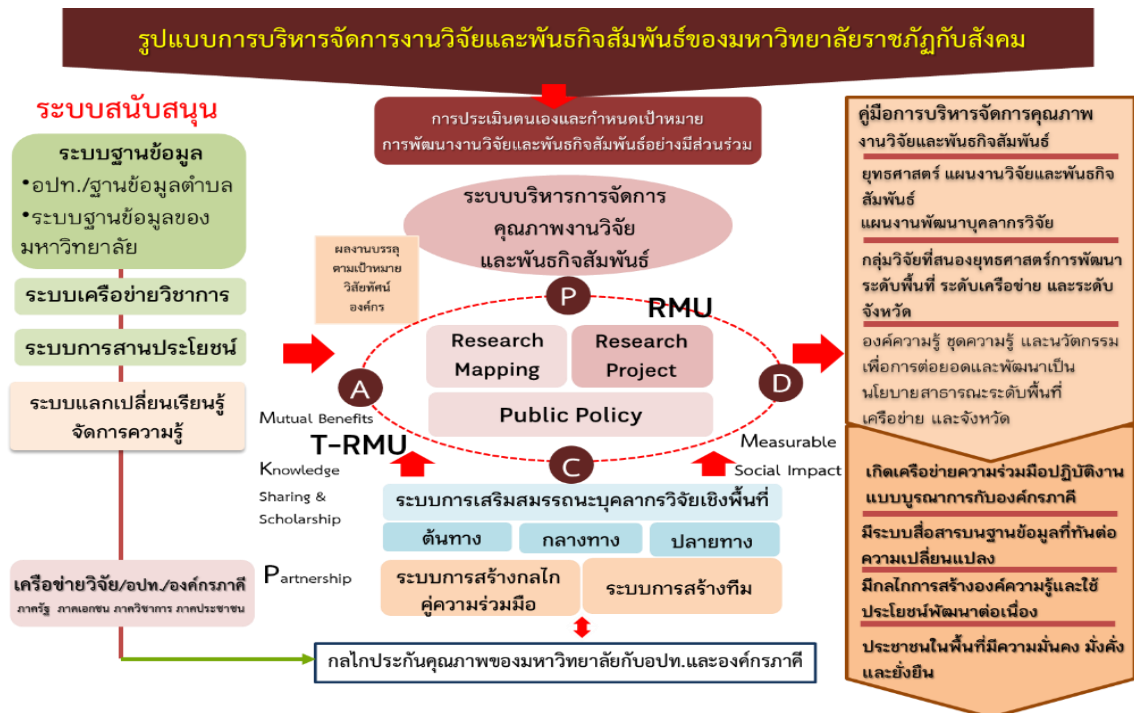 รูปแบบการบริหารจัดการงานวิจัยและพันธกิจสัมพันธ์ของมหาวิทยาลัยราชภัฏกับสังคม
ระบบสนับสนุน
ระบบฐานข้อมูล
•อปท./ฐานข้อมูลตำบล
•ระบบฐานข้อมูลของ
มหาวิทยาลัย
ระบบเครือข่ายวิชาการ
ระบบการสานประโยชน์
ระบบแลกเปลี่ยนเรียนรู้
จัดการความรู้
เครือข่ายวิจัย/อปท./องค์กรภาคี
ภาครัฐ ภาคเอกชน ภาควิชาการ ภาคประชาชน
การประเมินตนเองและกำหนดเป้าหมาย
การพัฒนางานวิจัยและพันธกิจสัมพันธ์อย่างมีส่วนร่วม
ระบบบริหารการจัดการ
คุณภาพงานวิจัย
และพันธกิจสัมพันธ์
ผลงานบรรลุ
ตามเป้าหมาย
วิสัยทัศน์
องค์กร
P
RMU
Research
Mapping
Research
Project
A
D
Public Policy
Mutual Benefits
T-RMU
C
Measurable
Social Impact
Knowledge
Sharing &
Scholarship
ระบบการเสริมสมรรถนะบุคลากรวิจัยเชิงพื้นที่
ต้นทาง
กลางทาง
ปลายทาง
Partnership
ระบบการสร้างกลไก
คู่ความร่วมมือ
ระบบการสร้างทีม
กลไกประกันคุณภาพของมหาวิทยาลัยกับอปท.และองค์กรภาคี
คู่มือการบริหารจัดการคุณภาพ
งานวิจัยและพันธกิจสัมพันธ์
ยุทธศาสตร์ แผนงานวิจัยและพันธกิจ
สัมพันธ์
แผนงานพัฒนาบุคลากรวิจัย
กลุ่มวิจัยที่สนองยุทธศาสตร์การพัฒนา
ระดับพื้นที่ ระดับเครือข่าย และระดับ
จังหวัด
องค์ความรู้ ชุดความรู้ และนวัตกรรม
เพื่อการต่อยอดและพัฒนาเป็น
นโยบายสาธารณะระดับพื้นที่
เครือข่าย และจังหวัด
เกิดเครือข่ายความร่วมมือปฏิบัติงาน
แบบบูรณาการกับองค์กรภาคี
มีระบบสื่อสารบนฐานข้อมูลที่ทันต่อ
ความเปลี่ยนแปลง
มีกลไกการสร้างองค์ความรู้และใช้
ประโยชน์พัฒนาต่อเนื่อง
ประชาชนในพื้นที่มีความมั่นคง มั่งคั่ง
และยั่งยืน